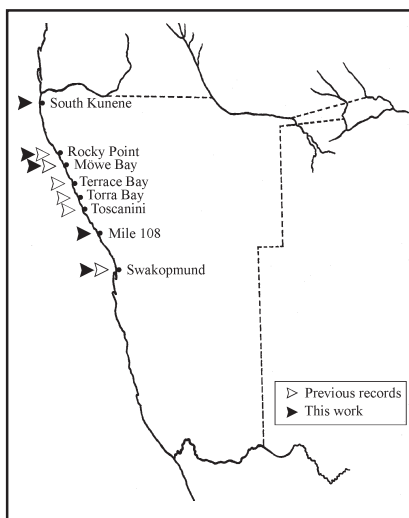 South Kunene
Rocky Point
Möwe Bay
Terrace Bay
Torra Bay
Toscanini
Mile 108
Swakopmund
Previous records
This work